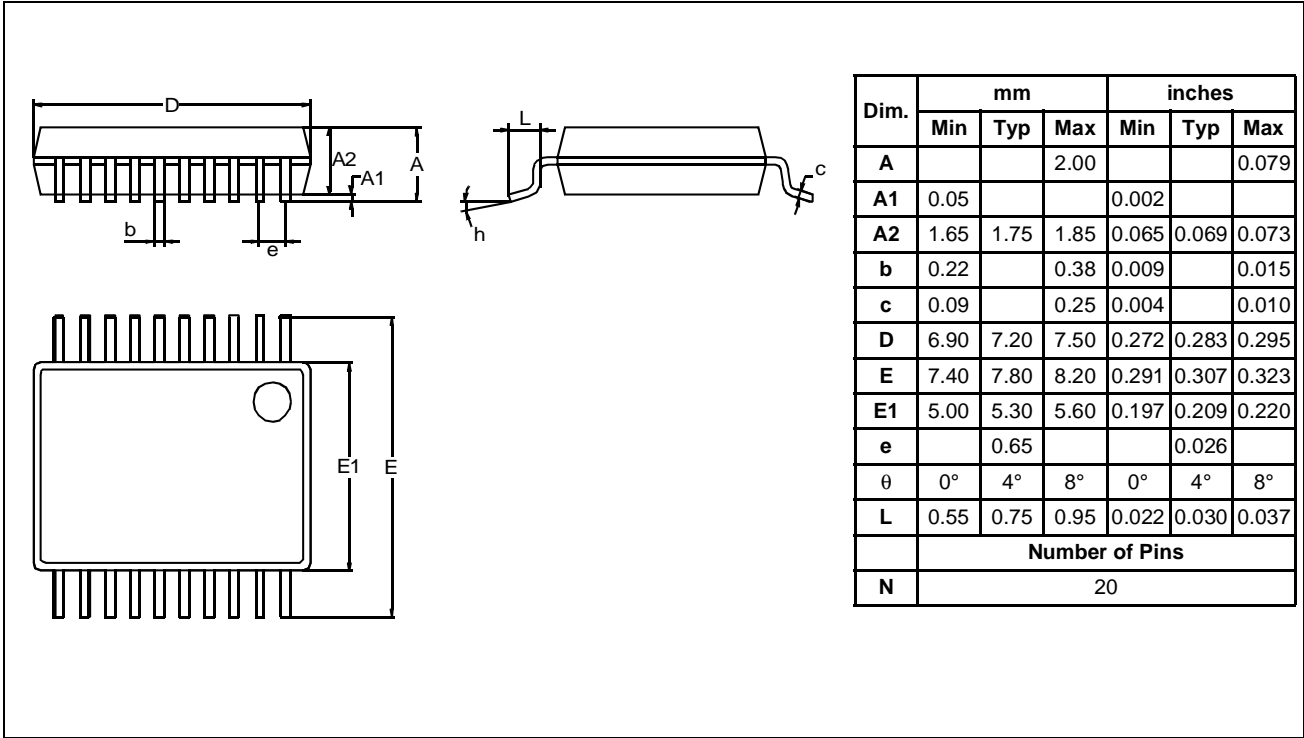 D
A2
A
A1
b
e
L
c
h
E1
E
Dim. mm inches
Min Typ Max Min Typ Max
A 2.00 0.079
A1 0.05 0.002
A2 1.65 1.75 1.85 0.065 0.069 0.073
b 0.22 0.38 0.009 0.015
c 0.09 0.25 0.004 0.010
D 6.90 7.20 7.50 0.272 0.283 0.295
E 7.40 7.80 8.20 0.291 0.307 0.323
E1 5.00 5.30 5.60 0.197 0.209 0.220
e 0.65 0.026
θ 0° 4° 8° 0° 4° 8°
L 0.55 0.75 0.95 0.022 0.030 0.037
Number of Pins
N 20